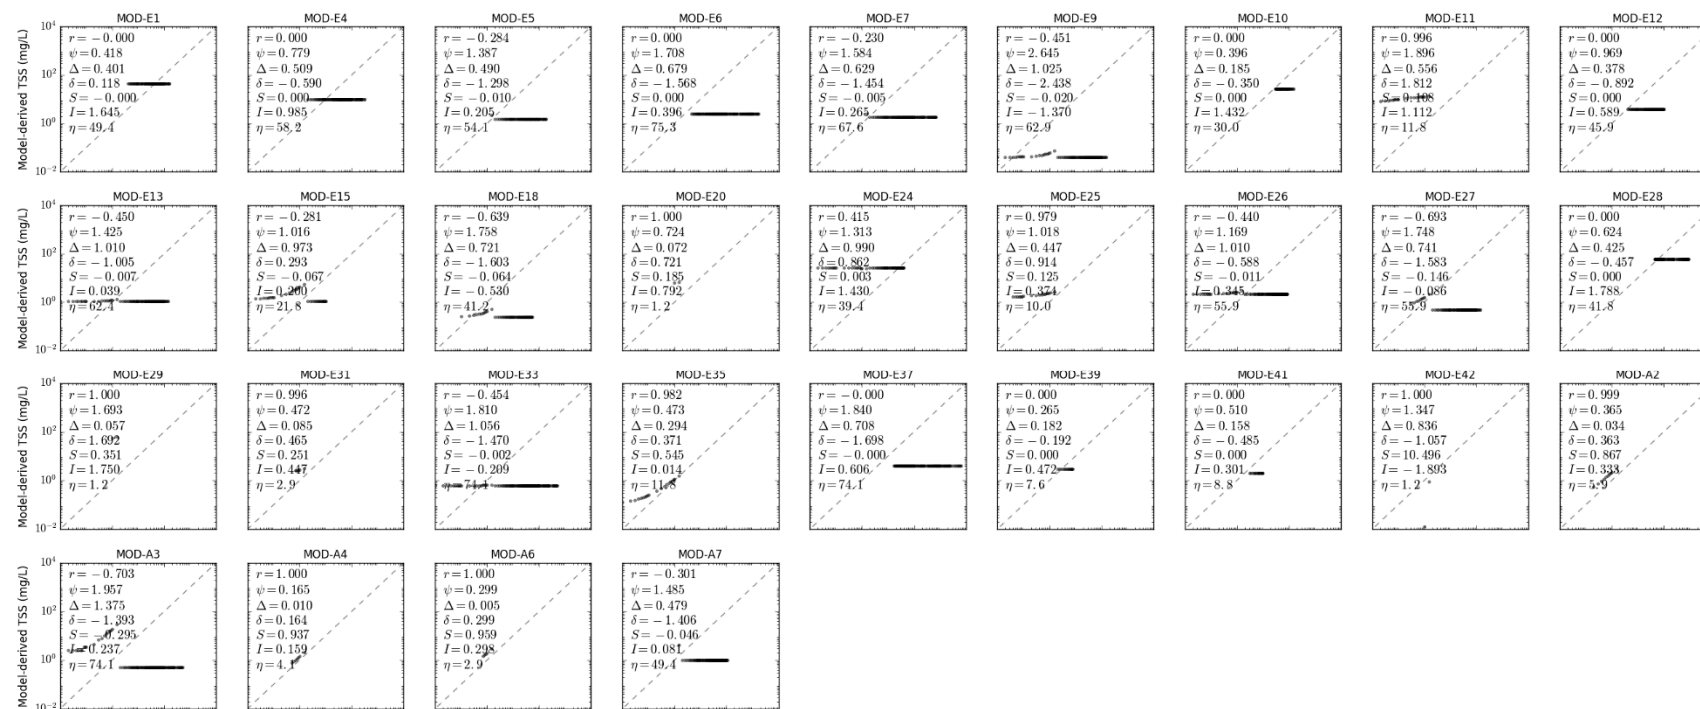 MOD-E1
10⁴
10²
10⁰
10⁻²
Model-derived TSS (mg/L)
r = −0.000
ψ = 0.418
Δ = 0.401
δ = 0.118
S = −0.000
I = 1.645
η = 49.4
MOD-E4
r = 0.000
ψ = 0.779
Δ = 0.509
δ = −0.590
S = 0.000
I = 0.985
η = 58.2
MOD-E5
r = −0.284
ψ = 1.387
Δ = 0.490
δ = −1.298
S = −0.010
I = 0.205
η = 54.1
MOD-E6
r = 0.000
ψ = 1.708
Δ = 0.679
δ = −1.568
S = 0.000
I = 0.396
η = 75.3
MOD-E7
r = −0.230
ψ = 1.584
Δ = 0.629
δ = −1.454
S = −0.005
I = 0.265
η = 67.6
MOD-E9
r = −0.451
ψ = 2.645
Δ = 1.025
δ = −2.438
S = −0.020
I = −1.370
η = 62.9
MOD-E10
r = 0.000
ψ = 0.396
Δ = 0.185
δ = −0.350
S = 0.000
I = 1.432
η = 30.0
MOD-E11
r = 0.996
ψ = 1.896
Δ = 0.556
δ = 1.812
S = 0.108
I = 1.112
η = 11.8
MOD-E12
r = 0.000
ψ = 0.969
Δ = 0.378
δ = −0.892
S = 0.000
I = 0.589
η = 45.9
MOD-E13
10⁴
10²
10⁰
10⁻²
Model-derived TSS (mg/L)
r = −0.450
ψ = 1.425
Δ = 1.010
δ = −1.005
S = −0.007
I = 0.039
η = 62.4
MOD-E15
r = −0.281
ψ = 1.016
Δ = 0.973
δ = 0.293
S = −0.067
I = 0.200
η = 21.8
MOD-E18
r = −0.639
ψ = 1.758
Δ = 0.721
δ = −1.603
S = −0.064
I = −0.530
η = 41.2
MOD-E20
r = 1.000
ψ = 0.724
Δ = 0.072
δ = 0.721
S = 0.185
I = 0.792
η = 1.2
MOD-E24
r = 0.415
ψ = 1.313
Δ = 0.990
δ = 0.862
S = 0.003
I = 1.430
η = 39.4
MOD-E25
r = 0.979
ψ = 1.018
Δ = 0.447
δ = 0.914
S = 0.125
I = 0.374
η = 10.0
MOD-E26
r = −0.440
ψ = 1.169
Δ = 1.010
δ = −0.588
S = −0.011
I = 0.345
η = 55.9
MOD-E27
r = −0.693
ψ = 1.748
Δ = 0.741
δ = −1.583
S = −0.146
I = −0.086
η = 55.9
MOD-E28
r = 0.000
ψ = 0.624
Δ = 0.425
δ = −0.457
S = 0.000
I = 1.788
η = 41.8
MOD-E29
10⁴
10²
10⁰
10⁻²
Model-derived TSS (mg/L)
r = 1.000
ψ = 1.693
Δ = 0.057
δ = 1.692
S = 0.351
I = 1.750
η = 1.2
MOD-E31
r = 0.996
ψ = 0.472
Δ = 0.085
δ = 0.465
S = 0.251
I = 0.447
η = 2.9
MOD-E33
r = −0.454
ψ = 1.810
Δ = 1.056
δ = −1.470
S = −0.002
I = −0.209
η = 74.1
MOD-E35
r = 0.982
ψ = 0.473
Δ = 0.294
δ = 0.371
S = 0.545
I = 0.014
η = 11.8
MOD-E37
r = −0.000
ψ = 1.840
Δ = 0.708
δ = −1.698
S = −0.000
I = 0.606
η = 74.1
MOD-E39
r = 0.000
ψ = 0.265
Δ = 0.182
δ = −0.192
S = 0.000
I = 0.472
η = 7.6
MOD-E41
r = 0.000
ψ = 0.510
Δ = 0.158
δ = −0.485
S = 0.000
I = 0.301
η = 8.8
MOD-E42
r = 1.000
ψ = 1.347
Δ = 0.836
δ = −1.057
S = 10.496
I = −1.893
η = 1.2
MOD-A2
r = 0.999
ψ = 0.365
Δ = 0.034
δ = 0.363
S = 0.867
I = 0.333
η = 5.9
MOD-A3
10⁴
10²
10⁰
10⁻²
Model-derived TSS (mg/L)
r = −0.703
ψ = 1.957
Δ = 1.375
δ = −1.393
S = −0.295
I = 0.237
η = 74.1
MOD-A4
r = 1.000
ψ = 0.165
Δ = 0.010
δ = 0.164
S = 0.937
I = 0.159
η = 4.1
MOD-A6
r = 1.000
ψ = 0.299
Δ = 0.005
δ = 0.299
S = 0.959
I = 0.298
η = 2.9
MOD-A7
r = −0.301
ψ = 1.485
Δ = 0.479
δ = −1.406
S = −0.046
I = 0.081
η = 49.4